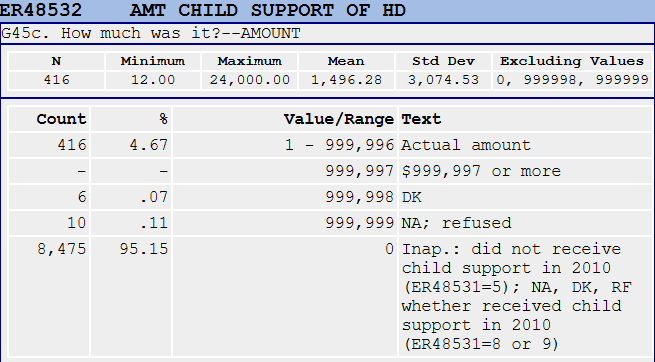 ER48532 AMT CHILD SUPPORT OF HD
G45c. How much was it?--AMOUNT
N Minimum Maximum Mean Std Dev Excluding Values
416 12.00 24,000.00 1,496.28 3,074.53 0, 999998, 999999
Count % Value/Range Text
416 4.67 1 - 999,996 Actual amount
- - 999,997 $999,997 or more
6 .07 999,998 DK
10 .11 999,999 NA; refused
8,475 95.15 0 Inap.: did not receive
child support in 2010
(ER48531=5); NA, DK, RF
whether received child
support in 2010
(ER48531=8 or 9)